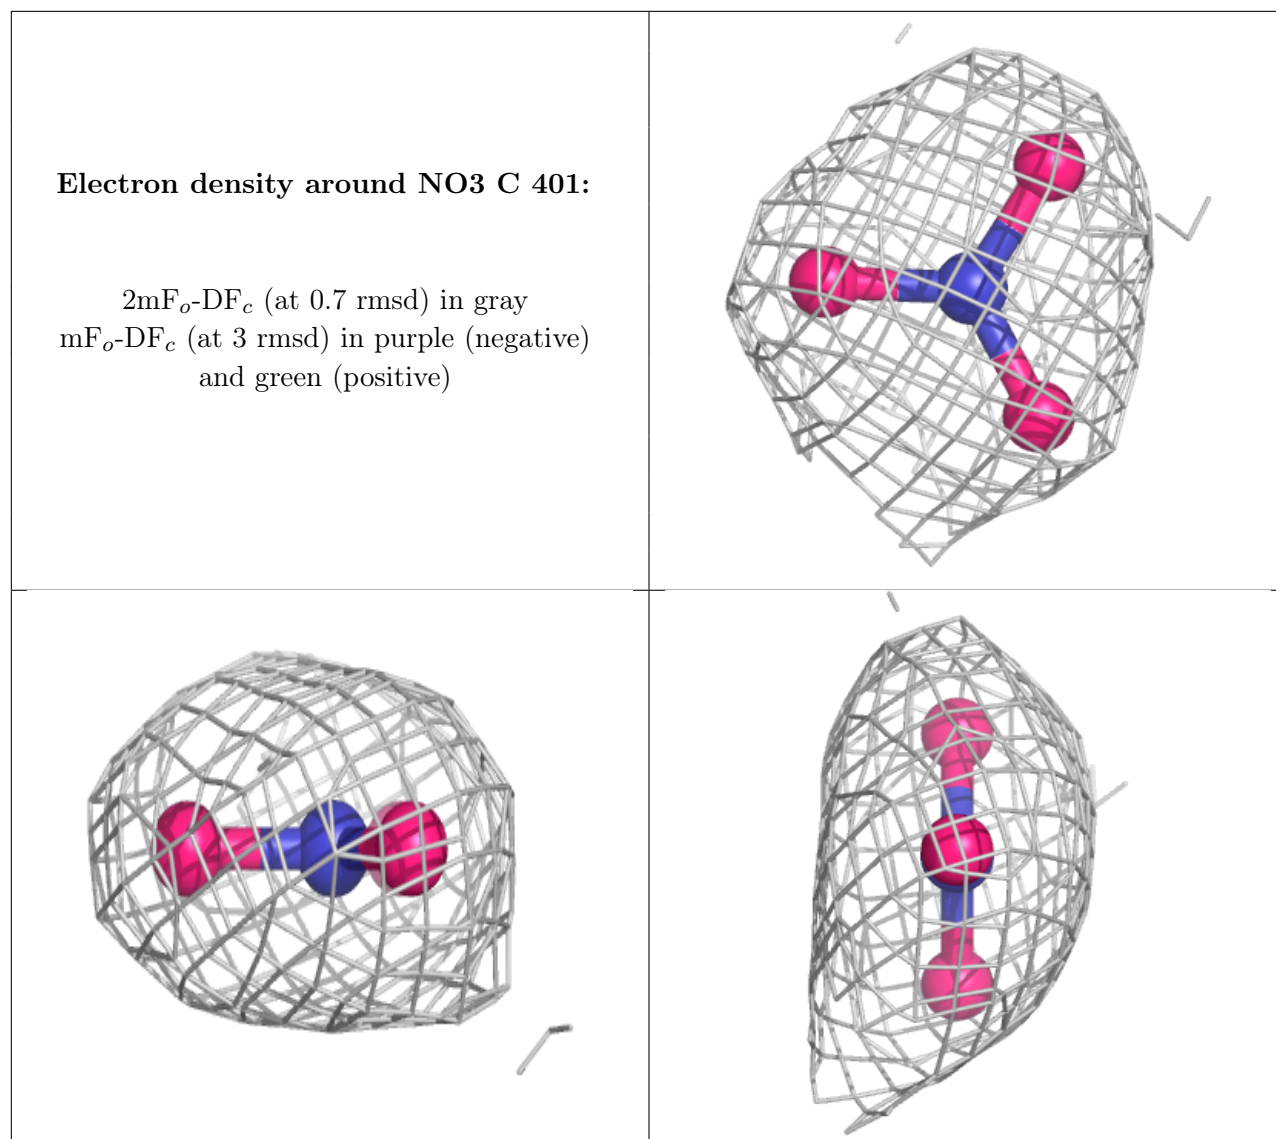 Electron density around NO3 C 401:
2mFo-DFc (at 0.7 rmsd) in gray
mFo-DFc (at 3 rmsd) in purple (negative)
and green (positive)